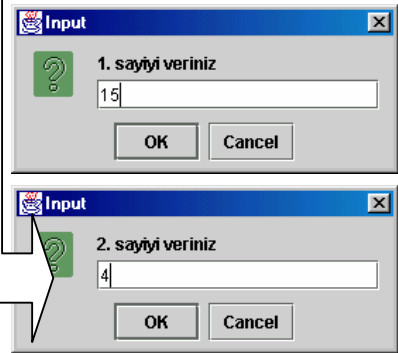 Input
1. sayiyi veriniz
15
OK Cancel
Input
2. sayiyi veriniz
4
OK Cancel